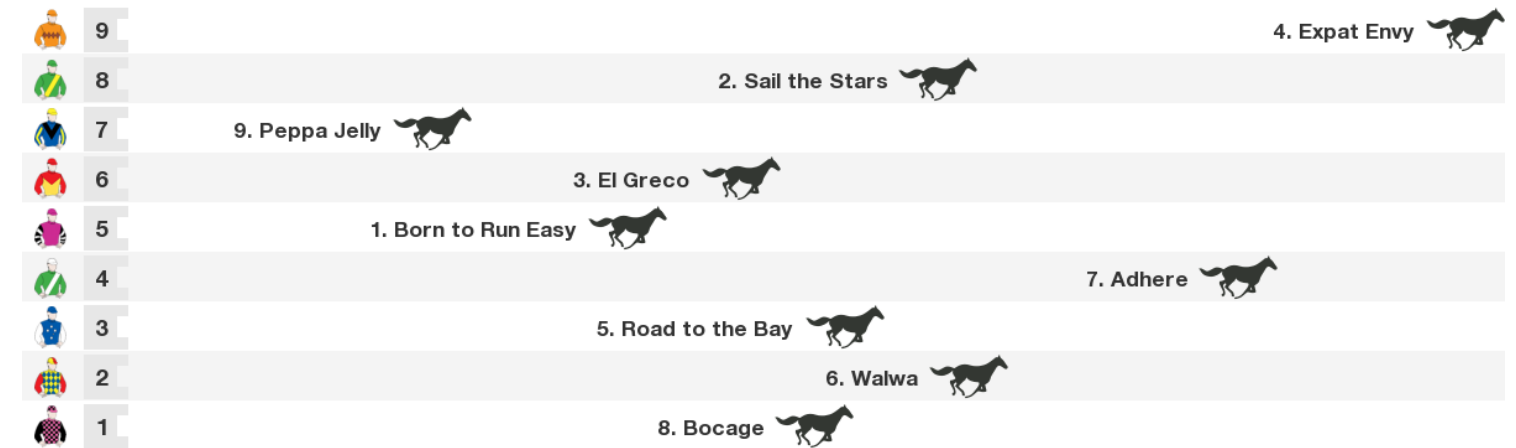 9 4. Expat Envy
8 2. Sail the Stars
7 9. Peppa Jelly
6 3. El Greco
5 1. Born to Run Easy
4 7. Adhere
3 5. Road to the Bay
2 6. Walwa
1 8. Bocage